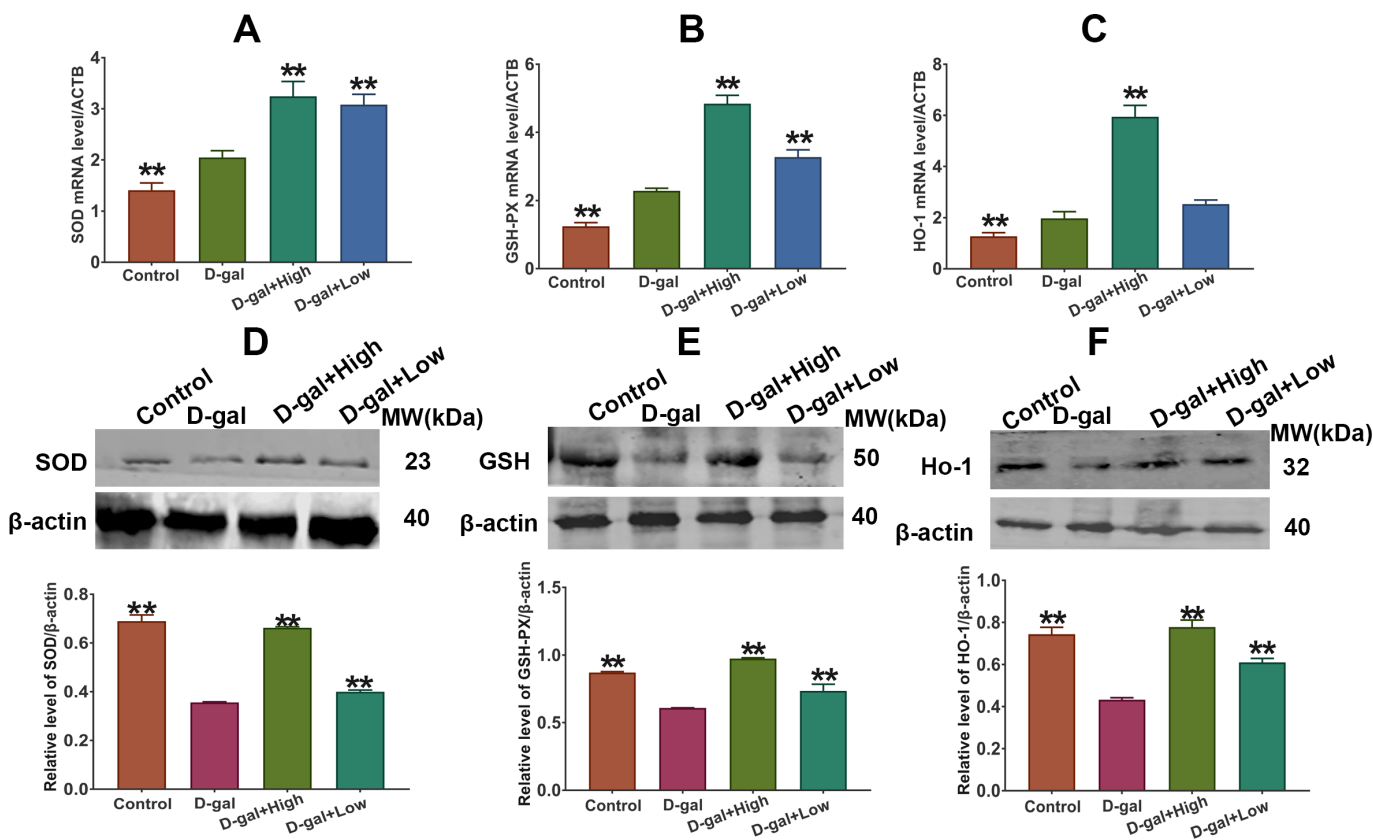 A
SOD mRNA level/ACTB
4
3
2
1
0
**
**
**
Control
D-gal
D-gal+High
D-gal+Low
B
GSH-PX mRNA level/ACTB
6
4
2
0
**
**
**
Control
D-gal
D-gal+High
D-gal+Low
C
HO-1 mRNA level/ACTB
8
6
4
2
0
**
**
Control
D-gal
D-gal+High
D-gal+Low
D
Control
D-gal
D-gal+High
D-gal+Low
MW(kDa)
SOD
23
β-actin
40
Relative level of SOD/β-actin
0.8
0.6
0.4
0.2
0.0
**
**
**
Control
D-gal
D-gal+High
D-gal+Low
E
Control
D-gal
D-gal+High
D-gal+Low
MW(kDa)
GSH
50
β-actin
40
Relative level of GSH-PX/β-actin
1.5
1.0
0.5
0.0
**
**
**
Control
D-gal
D-gal+High
D-gal+Low
F
Control
D-gal
D-gal+High
D-gal+Low
MW(kDa)
Ho-1
32
β-actin
40
Relative level of HO-1/β-actin
1.0
0.8
0.6
0.4
0.2
0.0
**
**
**
Control
D-gal
D-gal+High
D-gal+Low